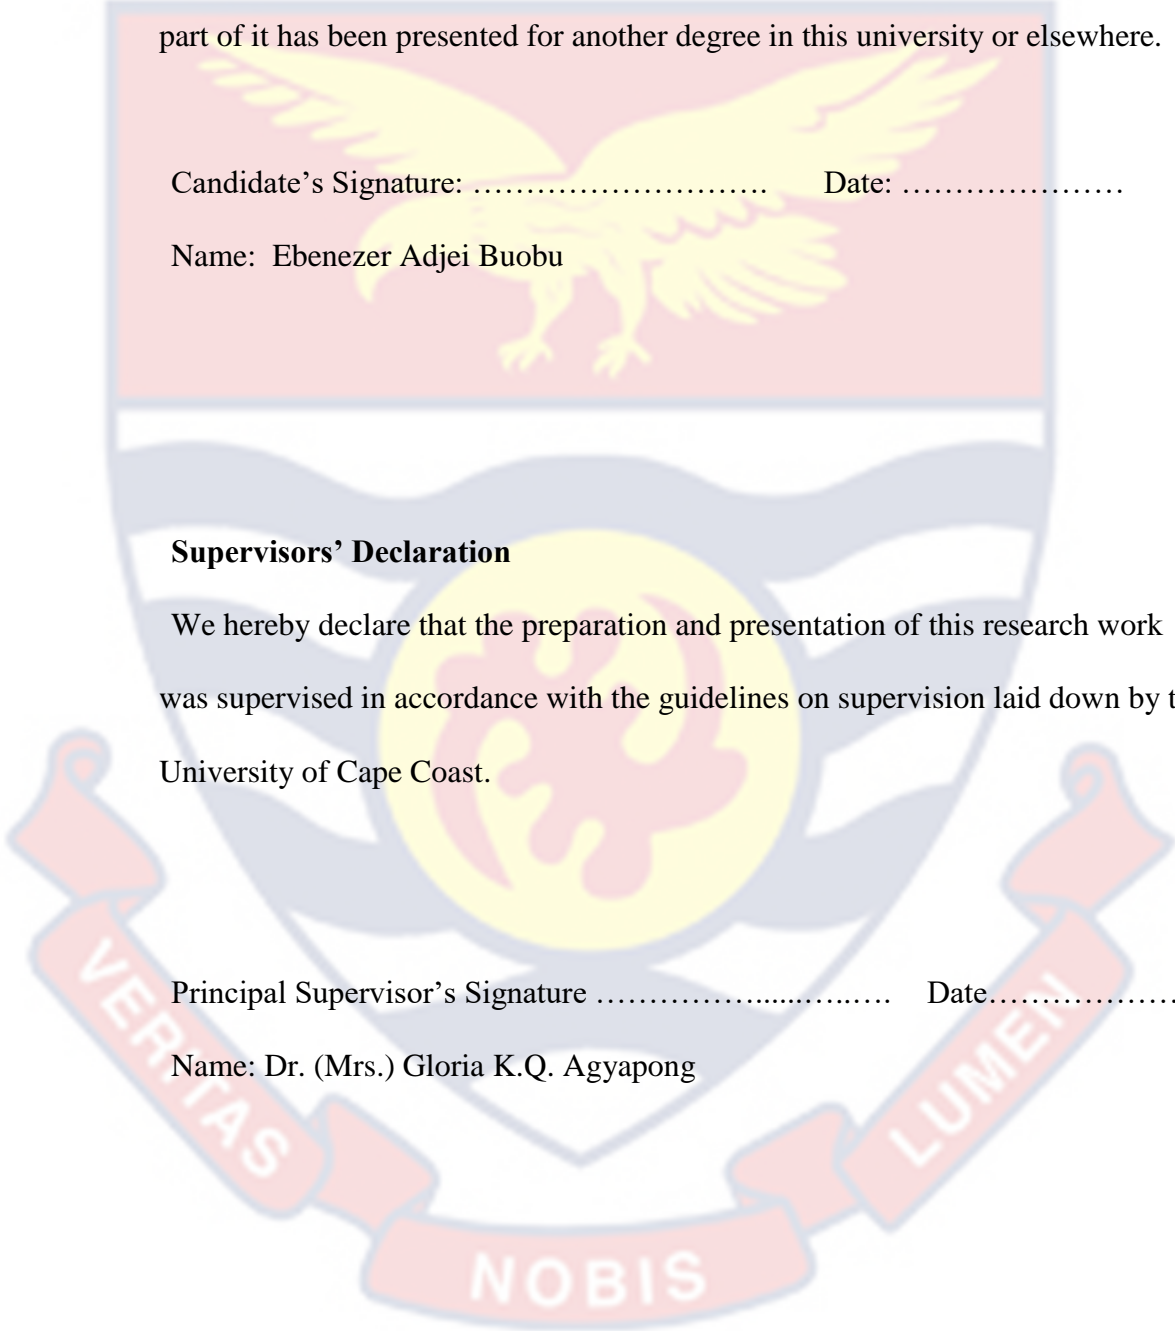 part of it has been presented for another degree in this university or elsewhere.
Candidate’s Signature: ………………………. Date: …………………
Name: Ebenezer Adjei Buobu
Supervisors’ Declaration
We hereby declare that the preparation and presentation of this research work
was supervised in accordance with the guidelines on supervision laid down by t
University of Cape Coast.
Principal Supervisor’s Signature ……………......…..…. Date……………….
Name: Dr. (Mrs.) Gloria K.Q. Agyapong
VERITAS
NOBIS
LUMEN